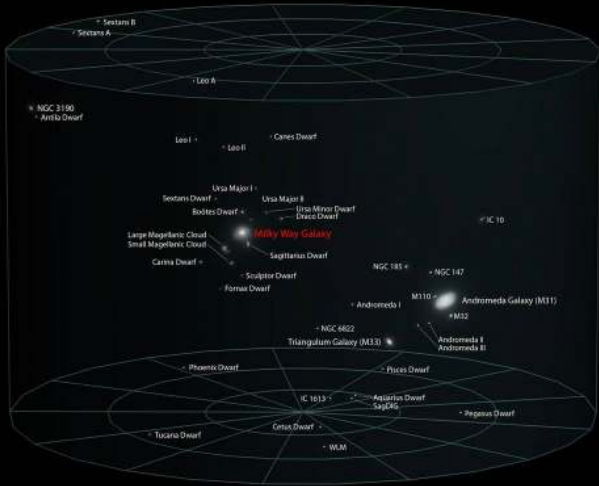 Sextans B
Sextans A
Leo A
NGC 3190
Antlia Dwarf
Leo I
Leo II
Canes Dwarf
Ursa Major I
Sextans Dwarf
Ursa Major II
Boötes Dwarf
Ursa Minor Dwarf
Draco Dwarf
IC 10
Large Magellanic Cloud
Milky Way Galaxy
Small Magellanic Cloud
Sagittarius Dwarf
Carina Dwarf
NGC 185
NGC 147
Sculptor Dwarf
Fornax Dwarf
M110
Andromeda Galaxy (M31)
Andromeda I
M32
NGC 6822
Triangulum Galaxy (M33)
Andromeda II
Andromeda III
Phoenix Dwarf
Pisces Dwarf
IC 1613
Aquarius Dwarf
SagDIG
Pegasus Dwarf
Cetus Dwarf
Tucana Dwarf
WLM